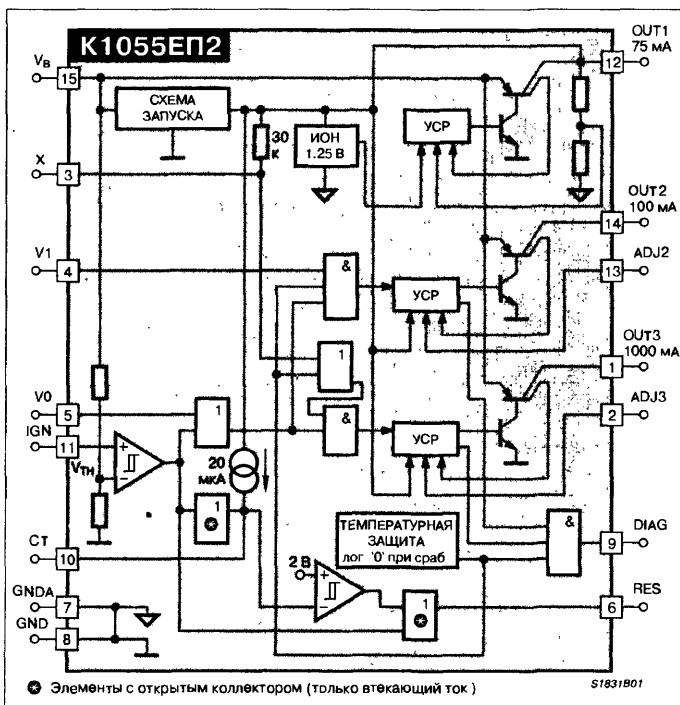 К1055ЕП2
OUT1
75 мА
12
VB
15
СХЕМА
ЗАПУСКА
30
к
ИОН
1.25 В
УСР
X
3
OUT2
100 мА
14
V1
4
&
УСР
13
ADJ2
1
OUT3
1000 мА
1
V0
5
1
&
УСР
2
ADJ3
IGN
11
+
VTH
−
20
мкА
1
ТЕМПЕРАТУРНАЯ
ЗАЩИТА
лог '0' при сраб
&
9
DIAG
CT
10
2 В
+
−
1
6
RES
GNDA
7
GND
8
Элементы с открытым коллектором (только втекающий ток)
S1831B01